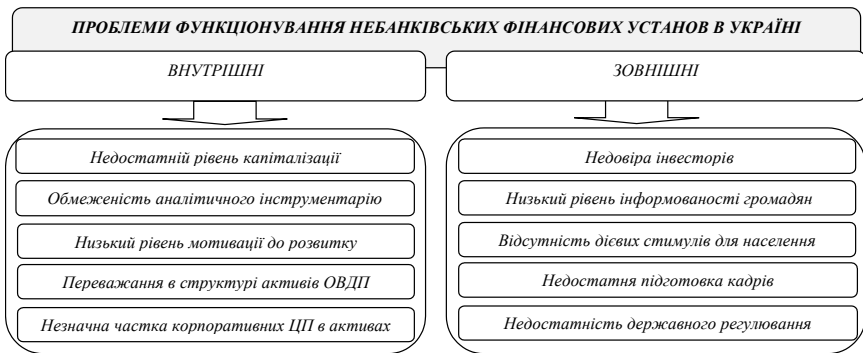 ПРОБЛЕМИ ФУНКЦІОНУВАННЯ НЕБАНКІВСЬКИХ ФІНАНСОВИХ УСТАНОВ В УКРАЇНІ
ВНУТРІШНІ
Недостатній рівень капіталізації
Обмеженість аналітичного інструментарію
Низький рівень мотивації до розвитку
Переважання в структурі активів ОВДП
Незначна частка корпоративних ЦП в активах
ЗОВНІШНІ
Недовіра інвесторів
Низький рівень інформованості громадян
Відсутність дієвих стимулів для населення
Недостатня підготовка кадрів
Недостатність державного регулювання